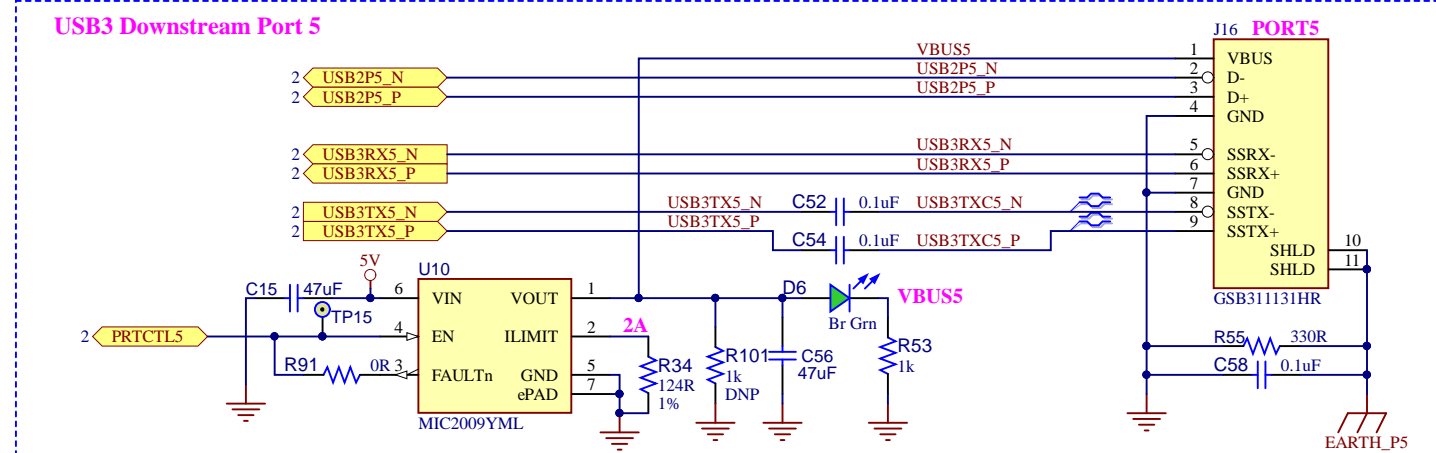 USB3 Downstream Port 5
J16 PORT5
VBUS5 1 VBUS
2 USB2P5_N USB2P5_N 2 D-
2 USB2P5_P USB2P5_P 3 D+
4 GND
2 USB3RX5_N USB3RX5_N 5 SSRX-
2 USB3RX5_P USB3RX5_P 6 SSRX+
7 GND
2 USB3TX5_N USB3TX5_N C52 0.1uF USB3TXC5_N 8 SSTX-
2 USB3TX5_P USB3TX5_P C54 0.1uF USB3TXC5_P 9 SSTX+
SHLD 10
SHLD 11
GSB311131HR
5V
U10
C15 47uF 6 VIN VOUT 1 D6 VBUS5
TP15
Br Grn
2 PRTCTL5 4 EN ILIMIT 2 2A
R91 0R 3 FAULTn GND 5
ePAD 7
MIC2009YML
R34
124R
1%
R101
1k
DNP
C56
47uF
R53
1k
R55 330R
C58 0.1uF
EARTH_P5